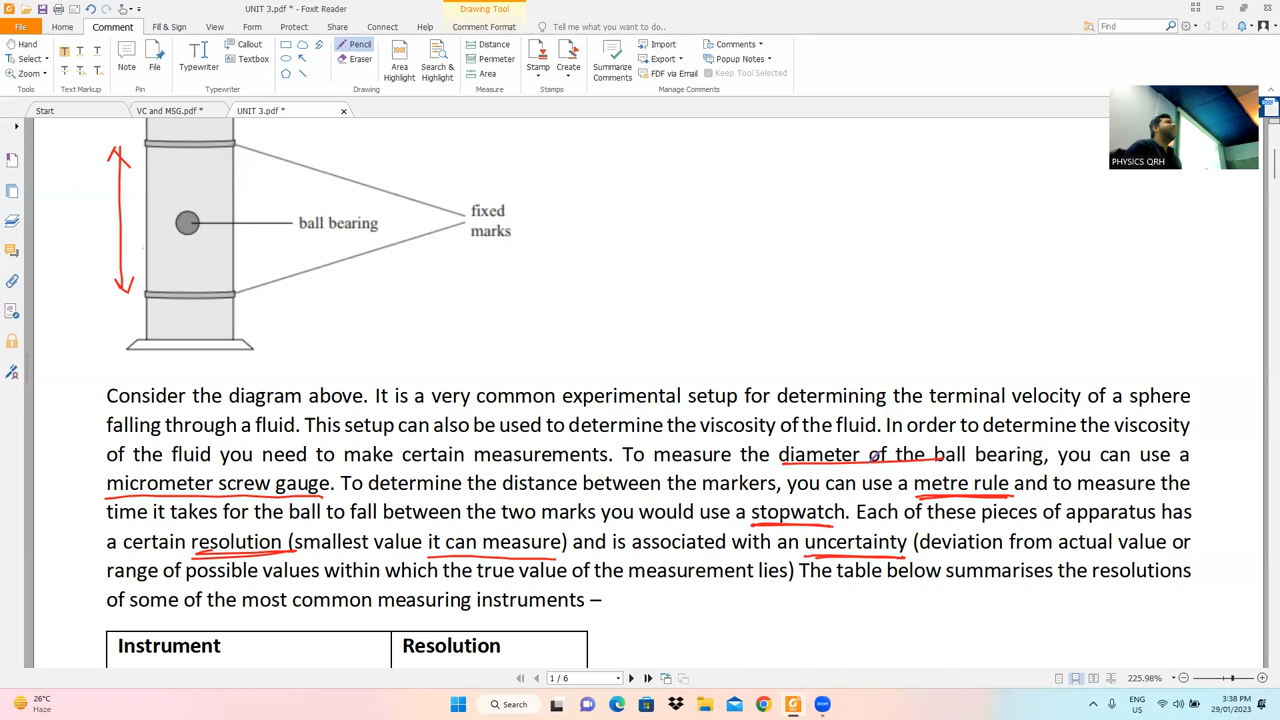 UNIT 3.pdf * - Foxit Reader
Drawing Tool
File Home Comment Fill & Sign Form Protect Share Connect Help Comment Format Tell me what you want to do... Find
Hand
Select
Zoom
Tools
Text Markup
Note
File
Pin
Typewriter
Callout
Textbox
Typewriter
Pencil
Eraser
Drawing
Area Highlight
Search & Highlight
Distance
Perimeter
Area
Measure
Stamp
Create
Stamps
Summarize Comments
Import
Export
FDF via Email
Comments
Popup Notes
Keep Tool Selected
Manage Comments
Start VC and MSG.pdf * UNIT 3.pdf *
PHYSICS QRH
ball bearing
fixed
marks
Consider the diagram above. It is a very common experimental setup for determining the terminal velocity of a sphere
falling through a fluid. This setup can also be used to determine the viscosity of the fluid. In order to determine the viscosity
of the fluid you need to make certain measurements. To measure the diameter of the ball bearing, you can use a
micrometer screw gauge. To determine the distance between the markers, you can use a metre rule and to measure the
time it takes for the ball to fall between the two marks you would use a stopwatch. Each of these pieces of apparatus has
a certain resolution (smallest value it can measure) and is associated with an uncertainty (deviation from actual value or
range of possible values within which the true value of the measurement lies) The table below summarises the resolutions
of some of the most common measuring instruments –
Instrument Resolution
1 / 6
225.98%
26°C
Haze
Search
ENG
US
3:38 PM
29/01/2023